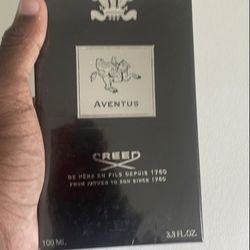 AVENTUS
CREED
DE PÈRE EN FILS DEPUIS 1760
FROM FATHER TO SON SINCE 1760
100 ML. 3.3 FL.OZ.